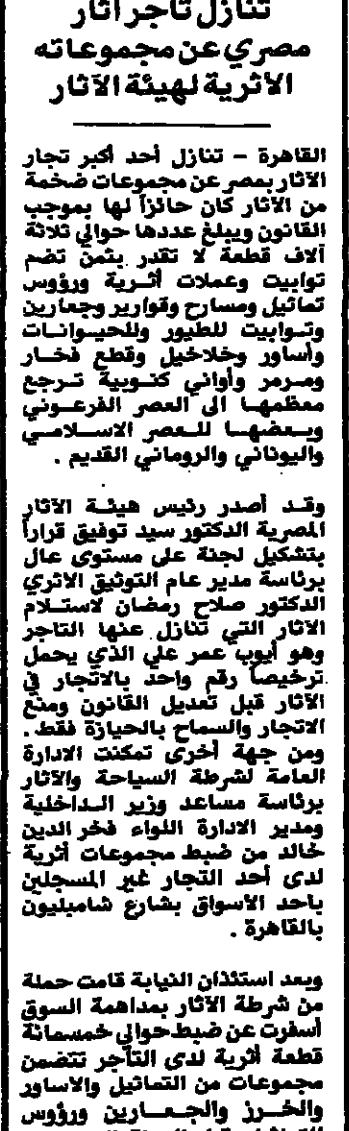 تنازل تاجر آثار
مصري عن مجموعاته
الاثرية لهيئة الآثار
القاهرة – تنازل أحد أكبر تجار
الآثار بمصر عن مجموعات ضخمة
من الآثار كان حائزاً لها بموجب
القانون ويبلغ عددها حوالي ثلاثة
آلاف قطعة لا تقدر بثمن تضم
توابيت وعملات أثرية ورؤوس
تماثيل ومسارح وقوارير وجعارين
وتوابيت للطيور وللحيوانات
وأساور وخلاخيل وقطع فخار
ومرمر وأواني كنوبية ترجع
معظمها الى العصر الفرعوني
وبعضها للعصر الاسلامي
واليوناني والروماني القديم .
وقد أصدر رئيس هيئة الآثار
المصرية الدكتور سيد توفيق قراراً
بتشكيل لجنة على مستوى عال
برئاسة مدير عام التوثيق الاثري
الدكتور صلاح رمضان لاستلام
الآثار التي تنازل عنها التاجر
وهو أيوب عمر علي الذي يحمل
ترخيصاً رقم واحد بالاتجار في
الآثار قبل تعديل القانون ومنع
الاتجار والسماح بالحيازة فقط .
ومن جهة أخرى تمكنت الادارة
العامة لشرطة السياحة والآثار
برئاسة مساعد وزير الداخلية
ومدير الادارة اللواء فخر الدين
خالد من ضبط مجموعات أثرية
لدى أحد التجار غير المسجلين
باحد الاسواق بشارع شامبليون
بالقاهرة .
وبعد استئذان النيابة قامت حملة
من شرطة الآثار بمداهمة السوق
أسفرت عن ضبط حوالي خمسمائة
قطعة أثرية لدى التاجر تتضمن
مجموعات من التماثيل والاساور
والخرز والجعارين ورؤوس